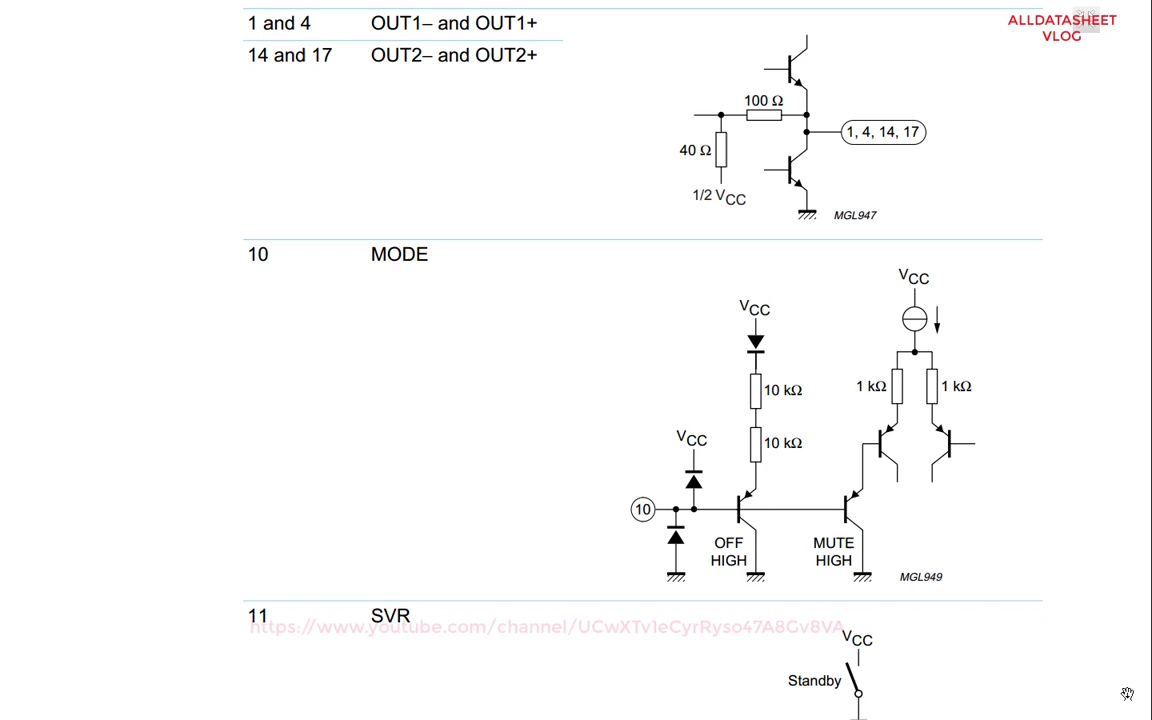 1 and 4 OUT1− and OUT1+
ALLDATASHEET
VLOG
14 and 17 OUT2− and OUT2+
100 Ω
1, 4, 14, 17
40 Ω
1/2 VCC
MGL947
10 MODE
VCC
VCC
1 kΩ 1 kΩ
10 kΩ
VCC
10 kΩ
10
OFF
HIGH
MUTE
HIGH
MGL949
11 SVR
https://www.youtube.com/channel/UCwXTv1eCyrRyso47A8Gv8VA
VCC
Standby